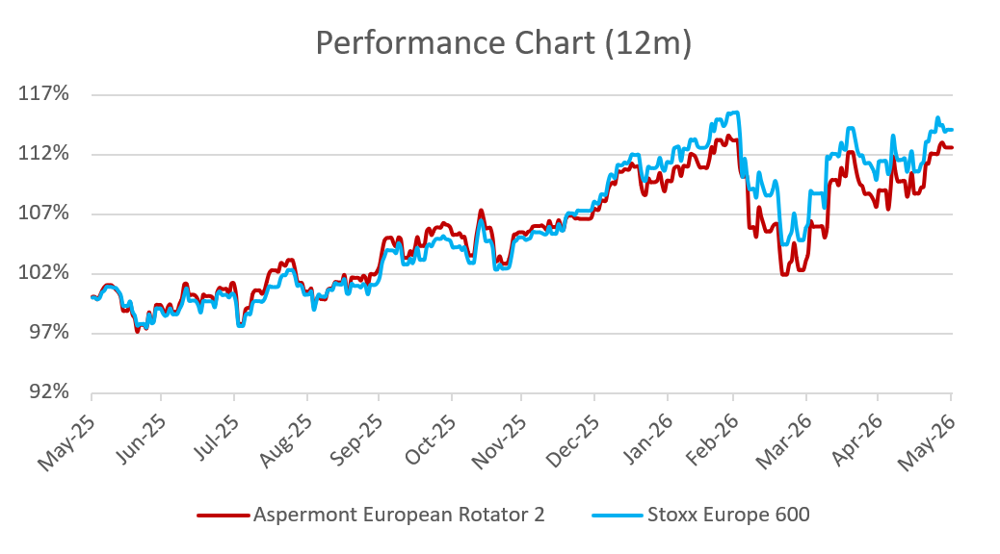 Performance Chart (12m)
117%
112%
107%
102%
97%
92%
May-25
Jun-25
Jul-25
Aug-25
Sep-25
Oct-25
Nov-25
Dec-25
Jan-26
Feb-26
Mar-26
Apr-26
May-26
Aspermont European Rotator 2
Stoxx Europe 600